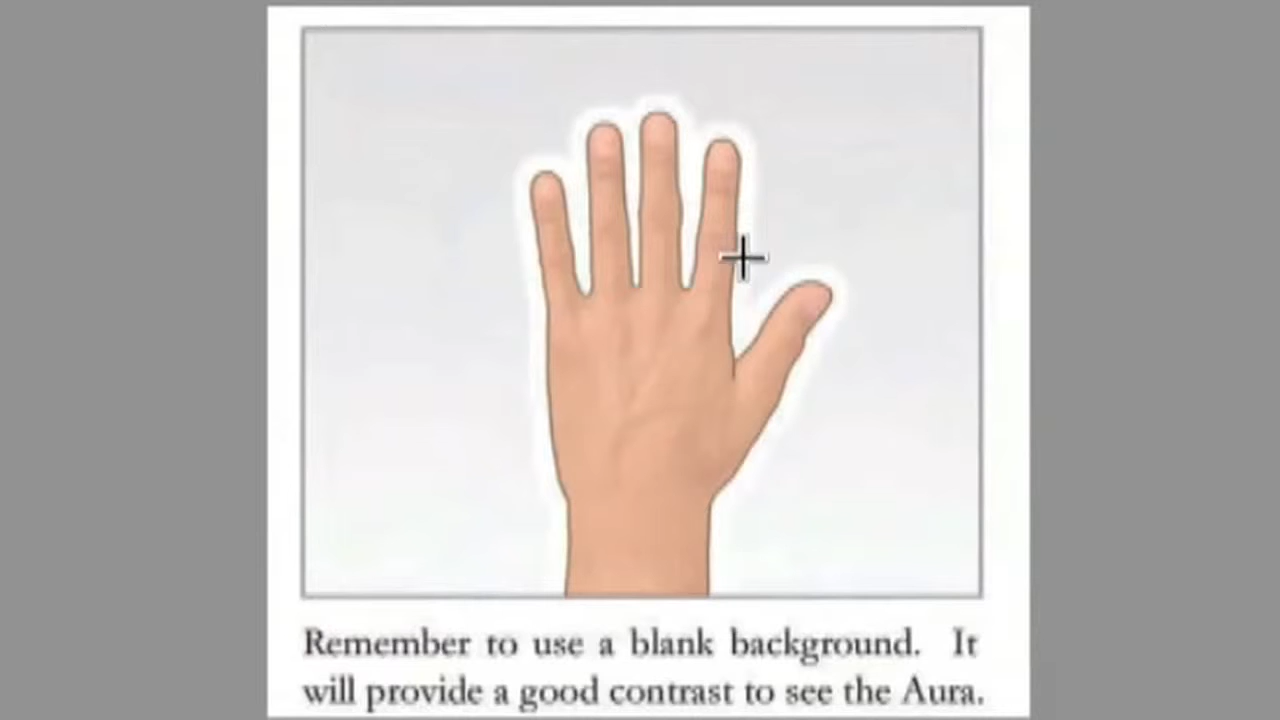 Remember to use a blank background. It
will provide a good contrast to see the Aura.